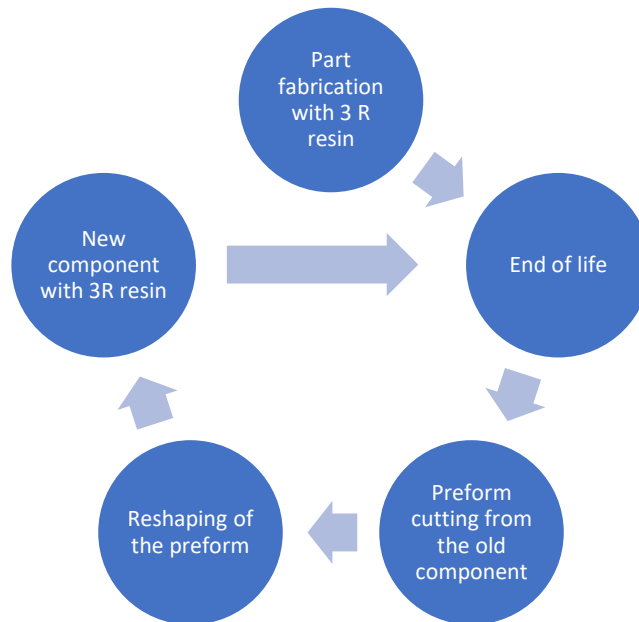 Part
fabrication
with 3 R
resin
New
component
with 3R resin
End of life
Reshaping of
the preform
Preform
cutting from
the old
component